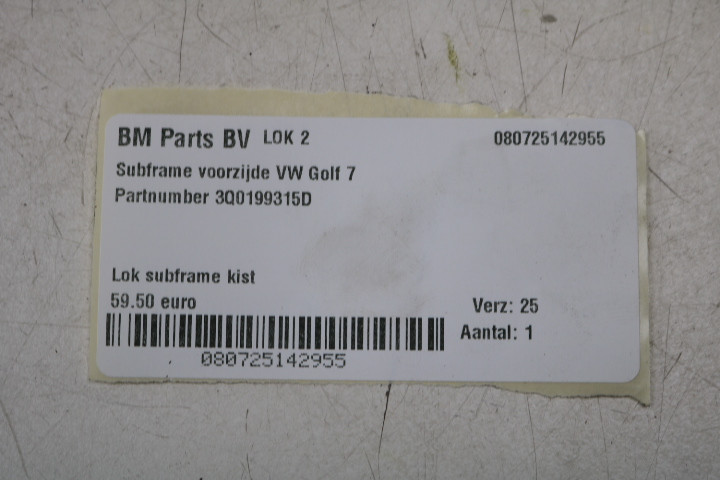 BM Parts BV LOK 2 080725142955
Subframe voorzijde VW Golf 7
Partnumber 3Q0199315D
Lok subframe kist
59.50 euro Verz: 25
Aantal: 1
080725142955